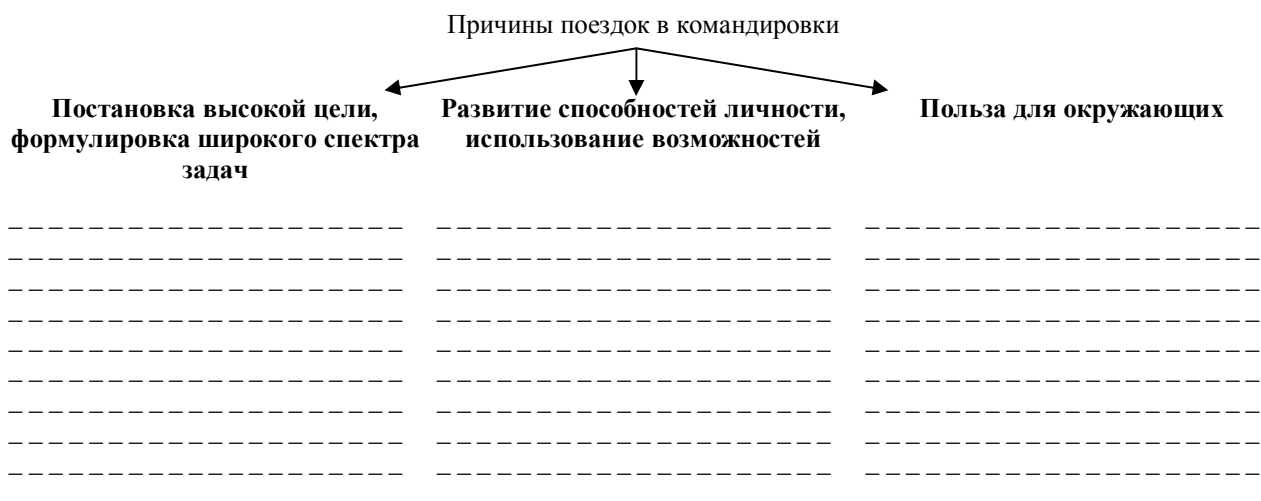 Причины поездок в командировки
Постановка высокой цели,
формулировка широкого спектра
задач
Развитие способностей личности,
использование возможностей
Польза для окружающих